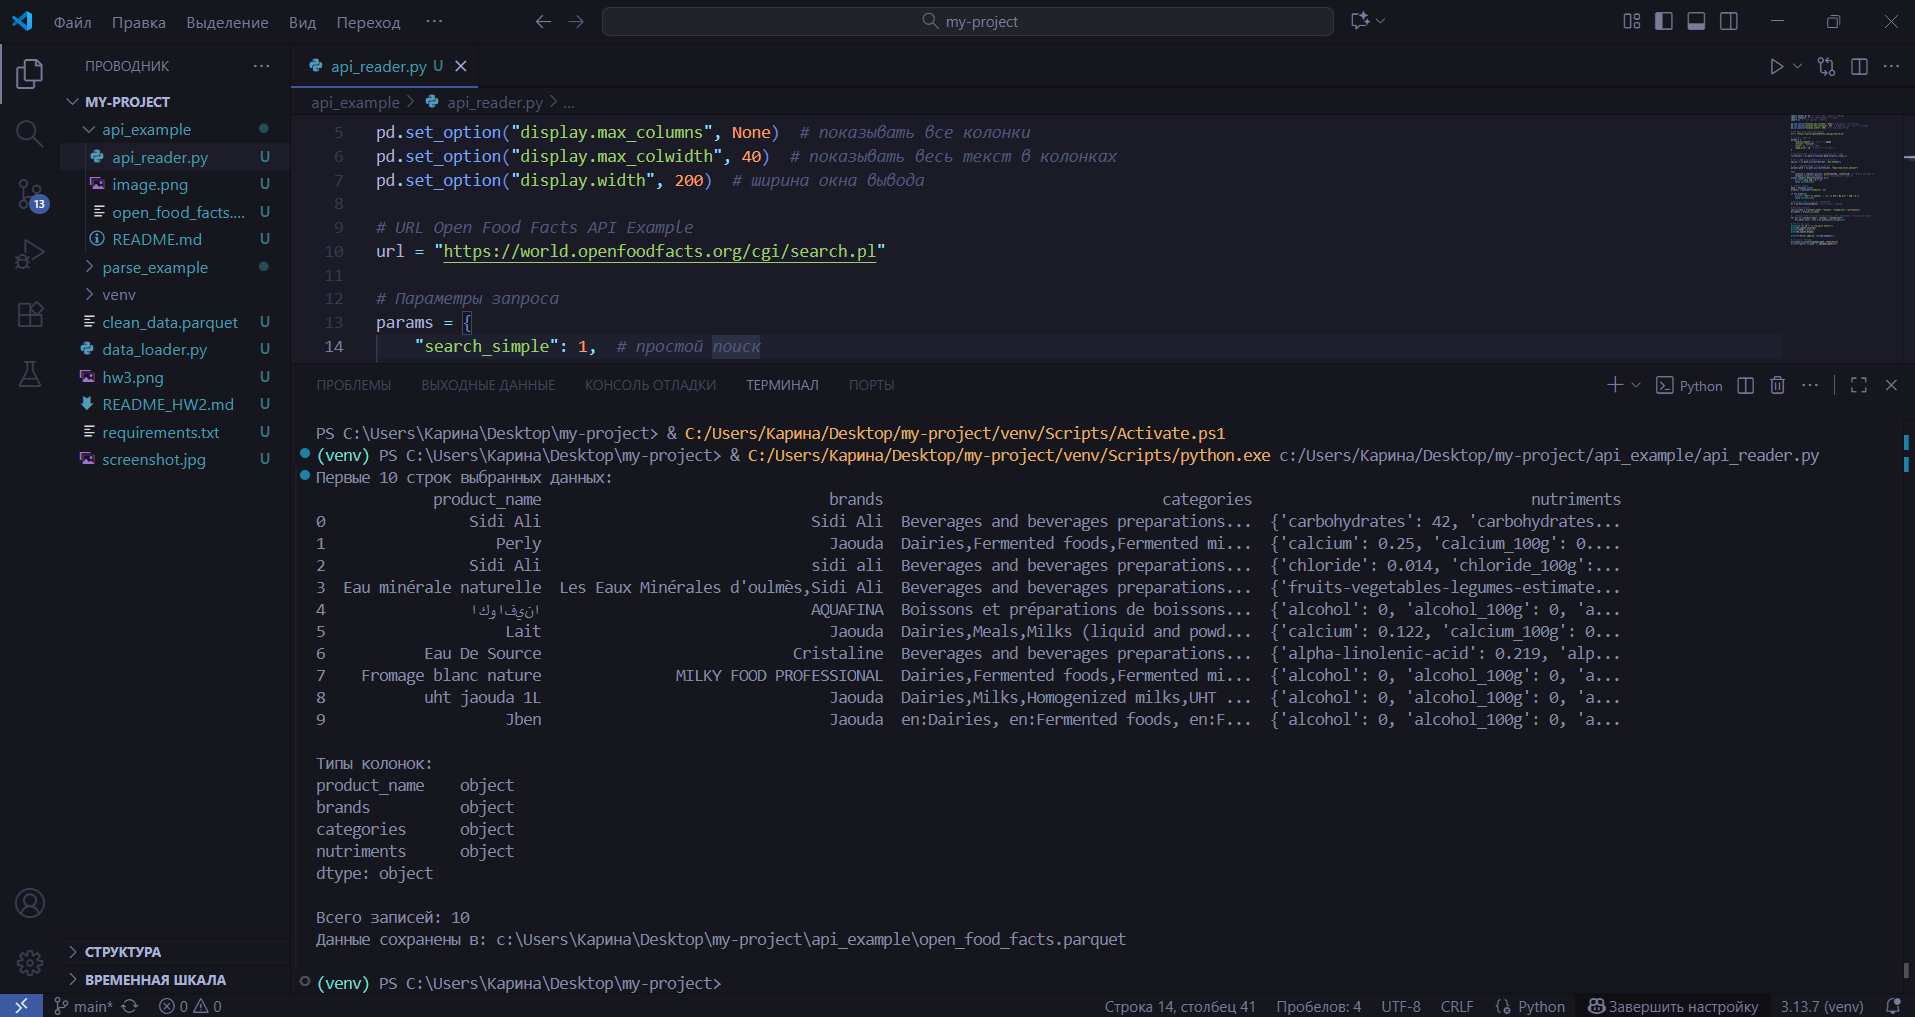 Файл Правка Выделение Вид Переход ··· my-project
ПРОВОДНИК ···
MY-PROJECT
api_example
api_reader.py U
image.png U
open_food_facts.... U
README.md U
parse_example
venv
clean_data.parquet U
data_loader.py U
hw3.png U
README_HW2.md U
requirements.txt U
screenshot.jpg U
СТРУКТУРА
ВРЕМЕННАЯ ШКАЛА
13
api_reader.py U
api_example > api_reader.py > ...
5 pd.set_option("display.max_columns", None)  # показывать все колонки
6 pd.set_option("display.max_colwidth", 40)  # показывать весь текст в колонках
7 pd.set_option("display.width", 200)  # ширина окна вывода
8
9 # URL Open Food Facts API Example
10 url = "https://world.openfoodfacts.org/cgi/search.pl"
11
12 # Параметры запроса
13 params = {
14     "search_simple": 1,  # простой поиск
ПРОБЛЕМЫ ВЫХОДНЫЕ ДАННЫЕ КОНСОЛЬ ОТЛАДКИ ТЕРМИНАЛ ПОРТЫ Python ···
PS C:\Users\Карина\Desktop\my-project> & C:/Users/Карина/Desktop/my-project/venv/Scripts/Activate.ps1
(venv) PS C:\Users\Карина\Desktop\my-project> & C:/Users/Карина/Desktop/my-project/venv/Scripts/python.exe c:/Users/Карина/Desktop/my-project/api_example/api_reader.py
Первые 10 строк выбранных данных:
product_name brands categories nutriments
0 Sidi Ali Sidi Ali Beverages and beverages preparations... {'carbohydrates': 42, 'carbohydrates...
1 Perly Jaouda Dairies,Fermented foods,Fermented mi... {'calcium': 0.25, 'calcium_100g': 0....
2 Sidi Ali sidi ali Beverages and beverages preparations... {'chloride': 0.014, 'chloride_100g':...
3 Eau minérale naturelle Les Eaux Minérales d'oulmès,Sidi Ali Beverages and beverages preparations... {'fruits-vegetables-legumes-estimate...
4 انيفاوكا AQUAFINA Boissons et préparations de boissons... {'alcohol': 0, 'alcohol_100g': 0, 'a...
5 Lait Jaouda Dairies,Meals,Milks (liquid and powd... {'calcium': 0.122, 'calcium_100g': 0...
6 Eau De Source Cristaline Beverages and beverages preparations... {'alpha-linolenic-acid': 0.219, 'alp...
7 Fromage blanc nature MILKY FOOD PROFESSIONAL Dairies,Fermented foods,Fermented mi... {'alcohol': 0, 'alcohol_100g': 0, 'a...
8 uht jaouda 1L Jaouda Dairies,Milks,Homogenized milks,UHT ... {'alcohol': 0, 'alcohol_100g': 0, 'a...
9 Jben Jaouda en:Dairies, en:Fermented foods, en:F... {'alcohol': 0, 'alcohol_100g': 0, 'a...
Типы колонок:
product_name object
brands object
categories object
nutriments object
dtype: object
Всего записей: 10
Данные сохранены в: c:\Users\Карина\Desktop\my-project\api_example\open_food_facts.parquet
(venv) PS C:\Users\Карина\Desktop\my-project>
main* 0 0 Строка 14, столбец 41 Пробелов: 4 UTF-8 CRLF {} Python Завершить настройку 3.13.7 (venv)